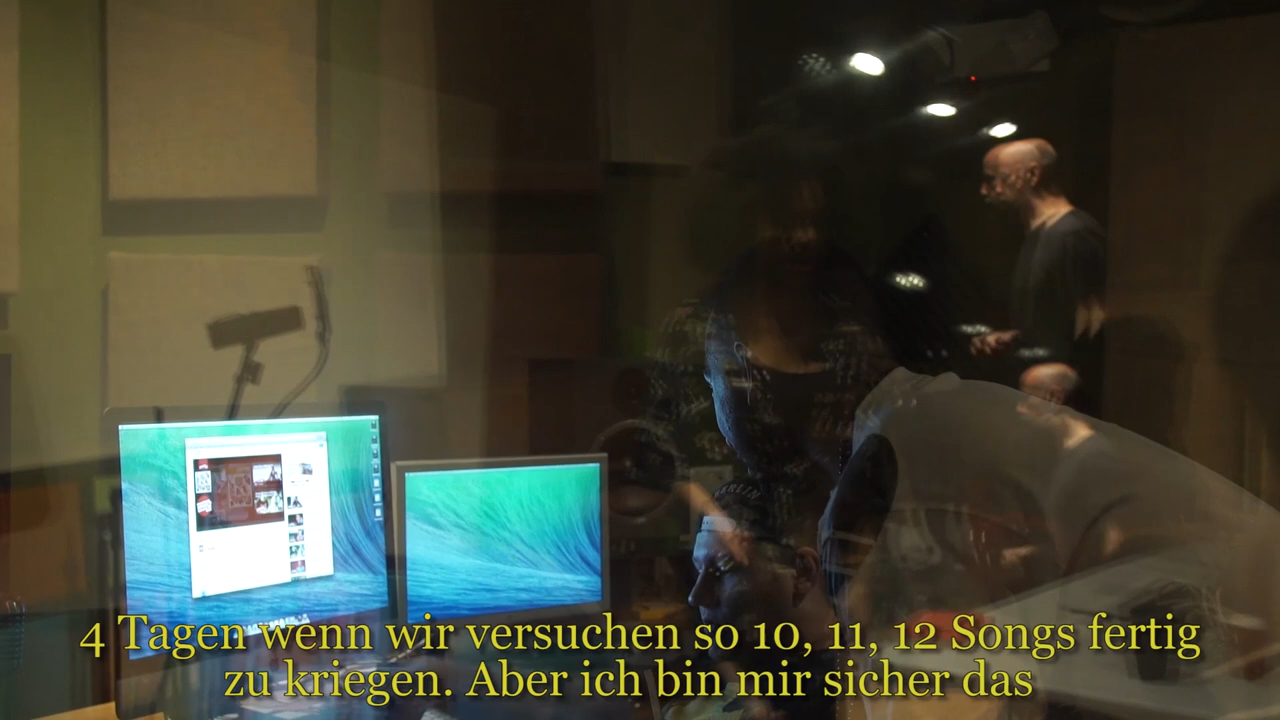 4 Tagen wenn wir versuchen so 10, 11, 12 Songs fertig
zu kriegen. Aber ich bin mir sicher das